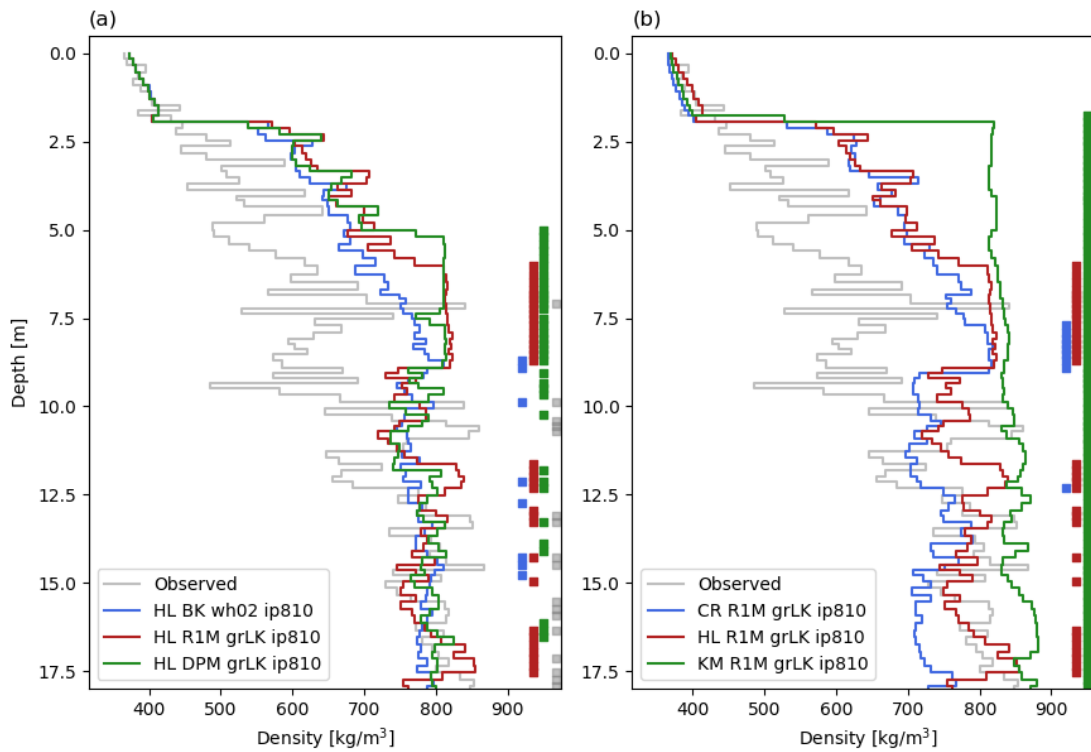 (a)
(b)
0.0
2.5
5.0
7.5
10.0
12.5
15.0
17.5
Depth [m]
Observed
HL BK wh02 ip810
HL R1M grLK ip810
HL DPM grLK ip810
400 500 600 700 800 900
Density [kg/m³]
0.0
2.5
5.0
7.5
10.0
12.5
15.0
17.5
Observed
CR R1M grLK ip810
HL R1M grLK ip810
KM R1M grLK ip810
400 500 600 700 800 900
Density [kg/m³]